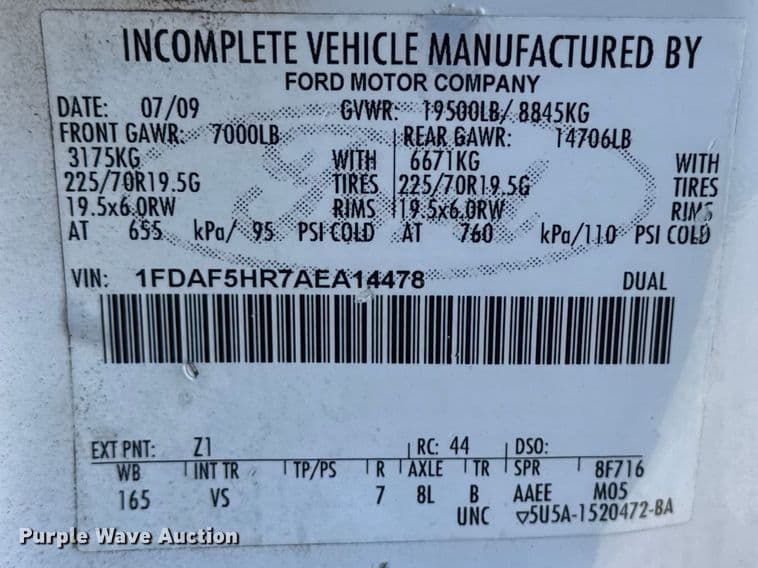 INCOMPLETE VEHICLE MANUFACTURED BY
FORD MOTOR COMPANY
DATE: 07/09 GVWR: 19500LB/ 8845KG
FRONT GAWR: 7000LB REAR GAWR: 14706LB
3175KG WITH 6671KG WITH
225/70R19.5G TIRES 225/70R19.5G TIRES
19.5x6.0RW RIMS 19.5x6.0RW RIMS
AT 655 kPa/ 95 PSI COLD AT 760 kPa/110 PSI COLD
VIN: 1FDAF5HR7AEA14478 DUAL
EXT PNT: Z1 RC: 44 DSO:
WB INT TR TP/PS R AXLE TR SPR 8F716
165 VS 7 8L B AAEE M05
UNC ▽5U5A-1520472-BA
Purple Wave Auction